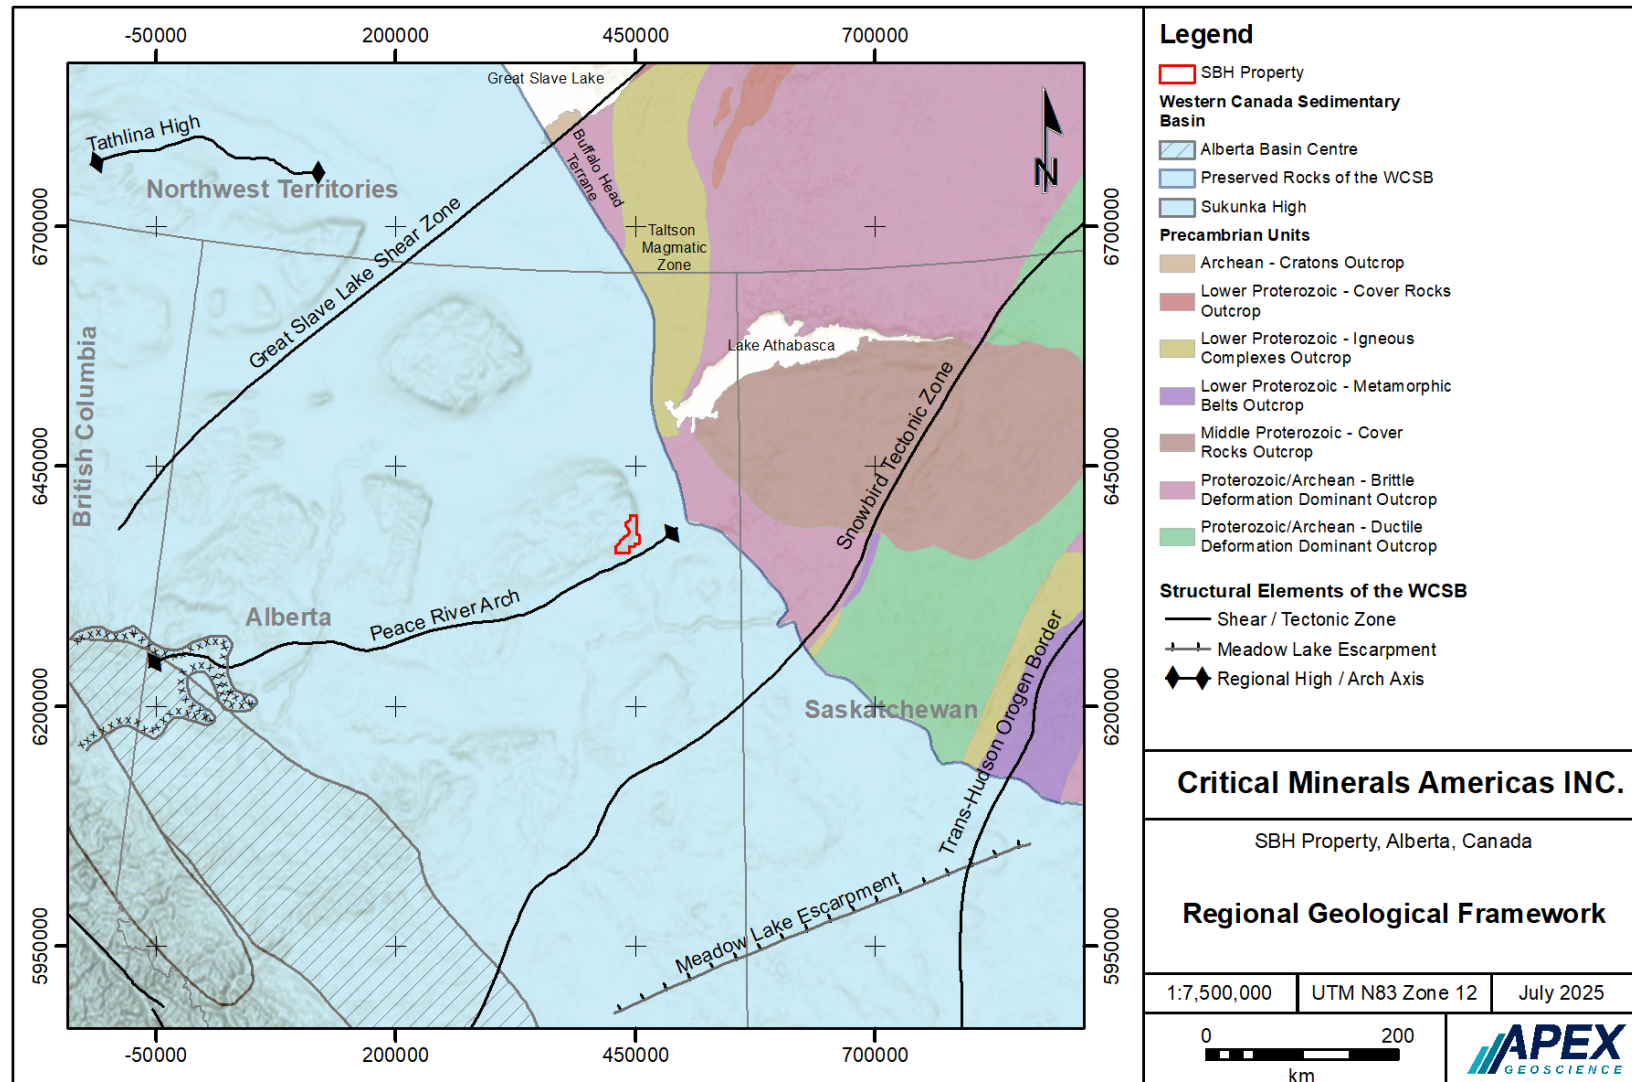 -50000
200000
450000
700000
Great Slave Lake
Tathlina High
Northwest Territories
Buffalo Head
Terrane
N
6700000
6700000
Great Slave Lake Shear Zone
Taltson
Magmatic
Zone
British Columbia
Lake Athabasca
Snowbird Tectonic Zone
6450000
6450000
Alberta
Peace River Arch
Trans-Hudson Orogen Border
Saskatchewan
6200000
6200000
Meadow Lake Escarpment
5950000
5950000
-50000
200000
450000
700000
Legend
SBH Property
Western Canada Sedimentary
Basin
Alberta Basin Centre
Preserved Rocks of the WCSB
Sukunka High
Precambrian Units
Archean - Cratons Outcrop
Lower Proterozoic - Cover Rocks
Outcrop
Lower Proterozoic - Igneous
Complexes Outcrop
Lower Proterozoic - Metamorphic
Belts Outcrop
Middle Proterozoic - Cover
Rocks Outcrop
Proterozoic/Archean - Brittle
Deformation Dominant Outcrop
Proterozoic/Archean - Ductile
Deformation Dominant Outcrop
Structural Elements of the WCSB
Shear / Tectonic Zone
Meadow Lake Escarpment
Regional High / Arch Axis
Critical Minerals Americas INC.
SBH Property, Alberta, Canada
Regional Geological Framework
1:7,500,000
UTM N83 Zone 12
July 2025
0
200
km
APEX
GEOSCIENCE